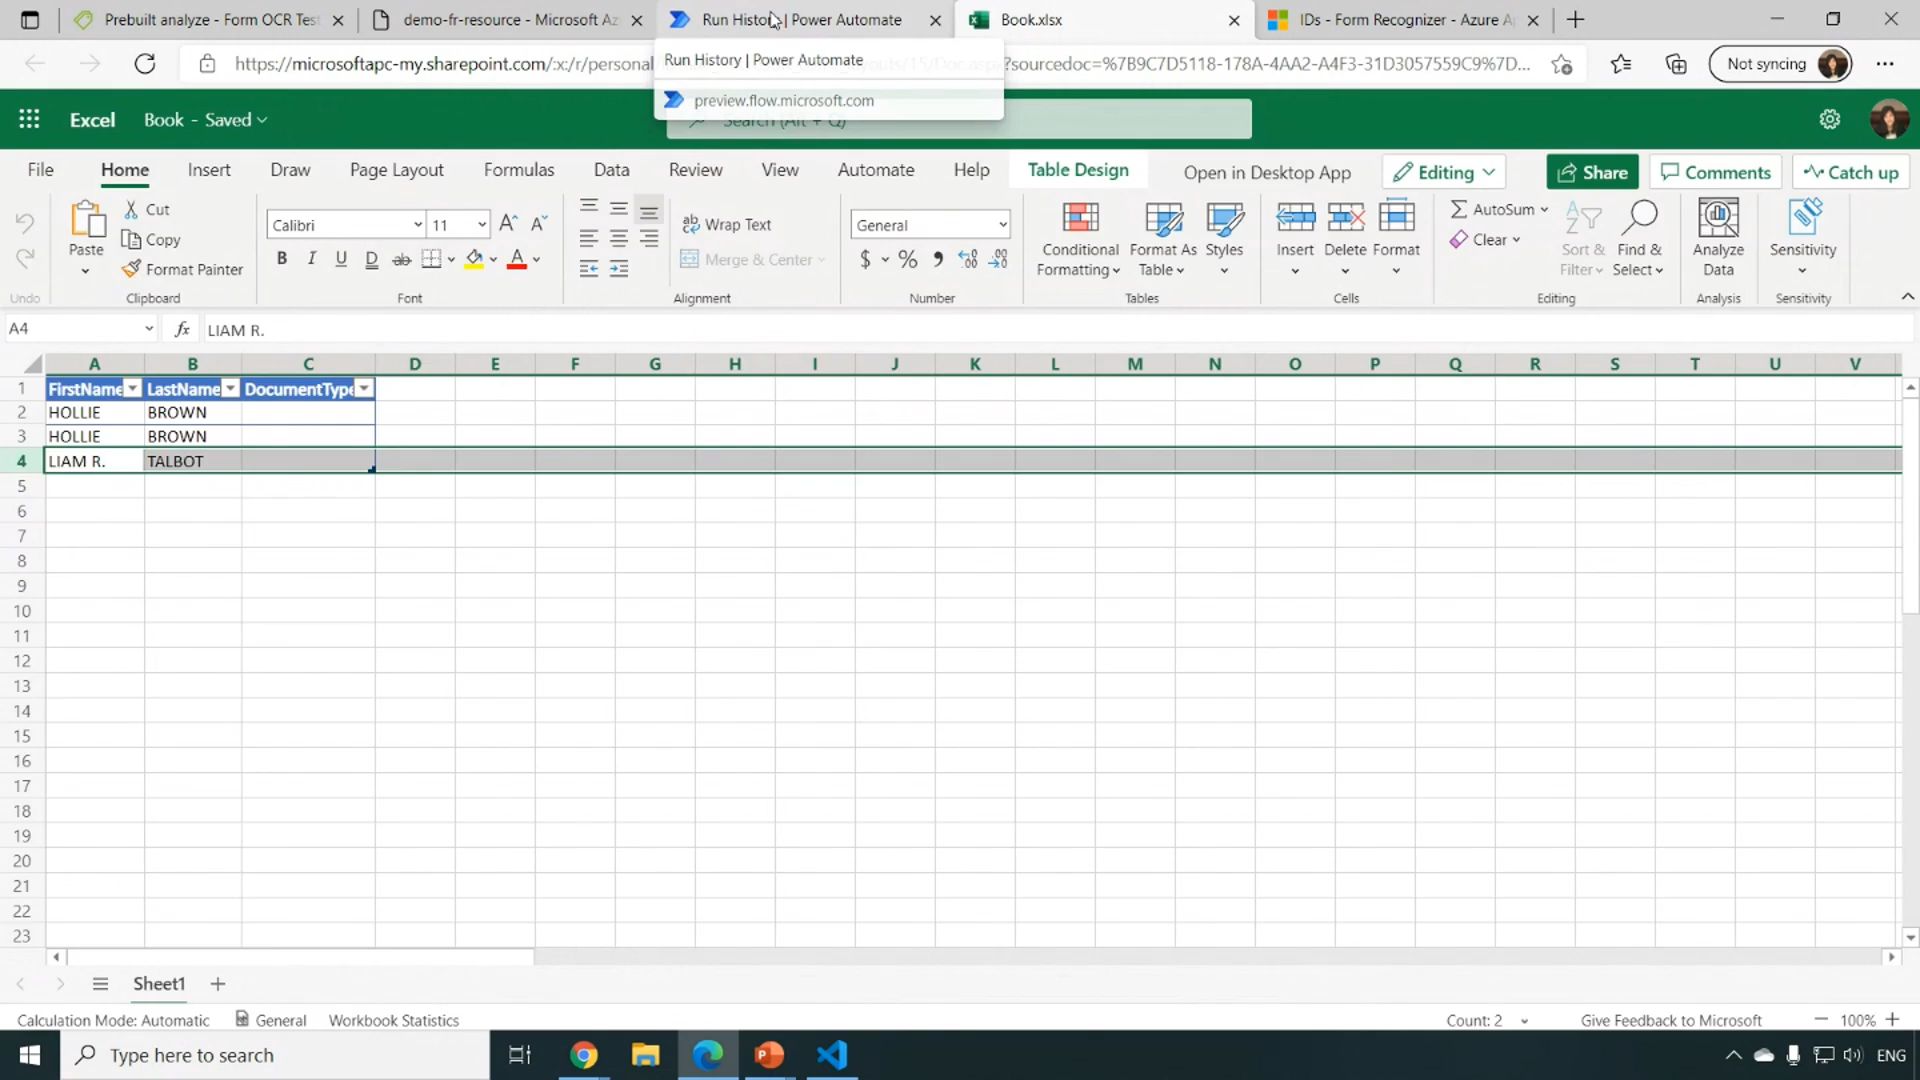 Prebuilt analyze - Form OCR Test
demo-fr-resource - Microsoft Az
Run History | Power Automate
Book.xlsx
IDs - Form Recognizer - Azure A
https://microsoftapc-my.sharepoint.com/:x:/r/personal
?sourcedoc=%7B9C7D5118-178A-4AA2-A4F3-31D3057559C9%7D...
Not syncing
Run History | Power Automate
preview.flow.microsoft.com
Excel
Book - Saved
Search (Alt + Q)
File
Home
Insert
Draw
Page Layout
Formulas
Data
Review
View
Automate
Help
Table Design
Open in Desktop App
Editing
Share
Comments
Catch up
Paste
Cut
Copy
Format Painter
Calibri
11
B I U D ab
A
Wrap Text
Merge & Center
General
$ % 9
Conditional Formatting
Format As Table
Styles
Insert
Delete
Format
AutoSum
Clear
Sort & Filter
Find & Select
Analyze Data
Sensitivity
Undo
Clipboard
Font
Alignment
Number
Tables
Cells
Editing
Analysis
Sensitivity
A4
fx
LIAM R.
A B C D E F G H I J K L M N O P Q R S T U V
1 FirstName LastName DocumentType
2 HOLLIE BROWN
3 HOLLIE BROWN
4 LIAM R. TALBOT
5
6
7
8
9
10
11
12
13
14
15
16
17
18
19
20
21
22
23
Sheet1
Calculation Mode: Automatic
General
Workbook Statistics
Count: 2
Give Feedback to Microsoft
100%
Type here to search
ENG